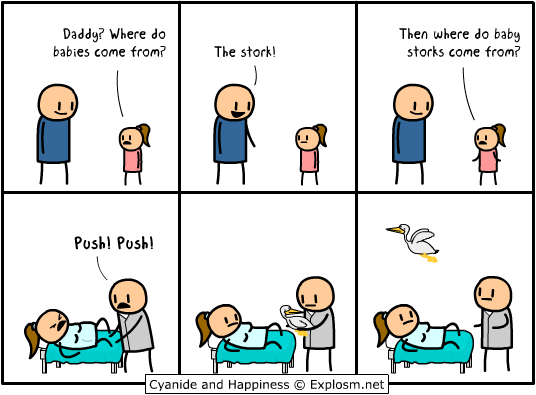 Daddy? Where do
babies come from?
The stork!
Then where do baby
storks come from?
Push! Push!
Cyanide and Happiness © Explosm.net